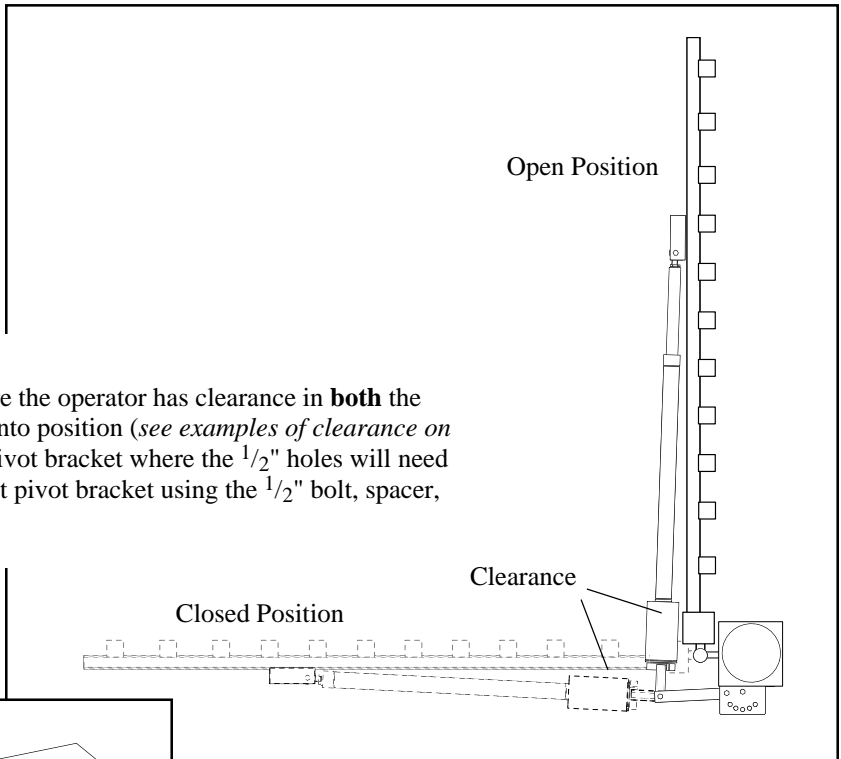 Open Position
e the operator has clearance in both the
nto position (see examples of clearance on
ivot bracket where the 1/2" holes will need
t pivot bracket using the 1/2" bolt, spacer,
Clearance
Closed Position